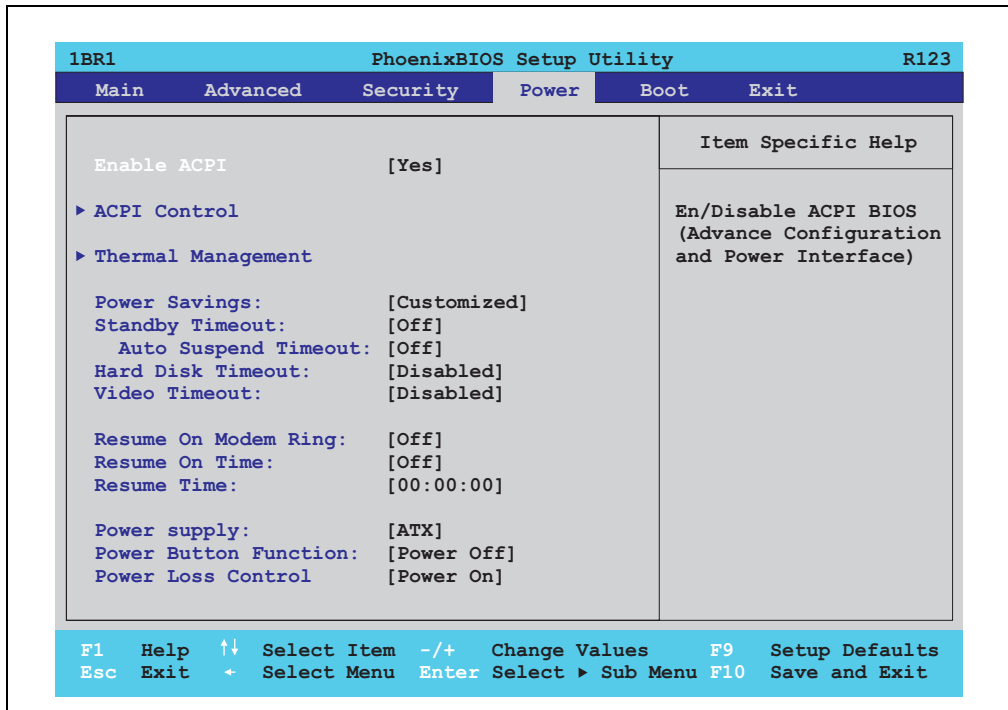 1BR1 PhoenixBIOS Setup Utility R123
Main Advanced Security Power Boot Exit
Item Specific Help
Enable ACPI [Yes]
▶ ACPI Control
En/Disable ACPI BIOS
(Advance Configuration
and Power Interface)
▶ Thermal Management
Power Savings: [Customized]
Standby Timeout: [Off]
Auto Suspend Timeout: [Off]
Hard Disk Timeout: [Disabled]
Video Timeout: [Disabled]
Resume On Modem Ring: [Off]
Resume On Time: [Off]
Resume Time: [00:00:00]
Power supply: [ATX]
Power Button Function: [Power Off]
Power Loss Control [Power On]
F1 Help ↑↓ Select Item -/+ Change Values F9 Setup Defaults
Esc Exit ← Select Menu Enter Select ▶ Sub Menu F10 Save and Exit